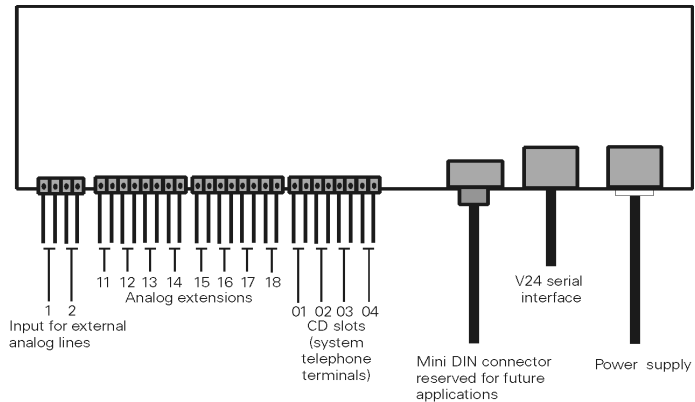 11 12 13 14 15 16 17 18
Analog extensions
1 2
Input for external
analog lines
01 02 03 04
CD slots
(system
telephone
terminals)
V24 serial
interface
Mini DIN connector
reserved for future
applications
Power supply